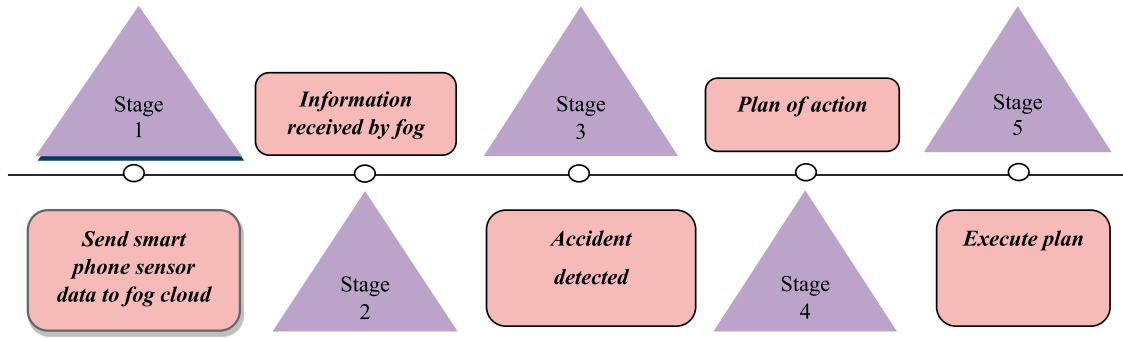 Stage
1
Send smart
phone sensor
data to fog cloud
Information
received by fog
Stage
2
Stage
3
Accident
detected
Plan of action
Stage
4
Stage
5
Execute plan